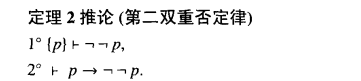 定理 2 推论 (第二双重否定律)
1° {p} ⊢ ¬ ¬ p,
2° ⊢ p → ¬ ¬ p.